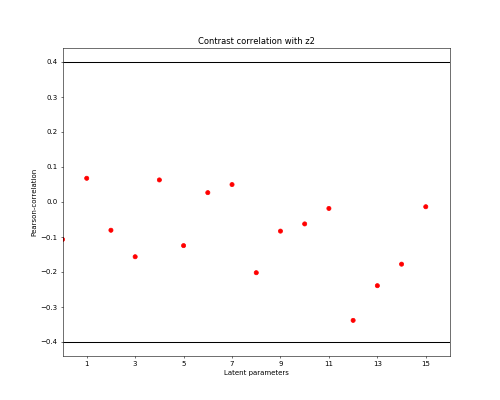 Contrast correlation with z2
0.4
0.3
0.2
0.1
0.0
−0.1
−0.2
−0.3
−0.4
Pearson-correlation
1 3 5 7 9 11 13 15
Latent parameters